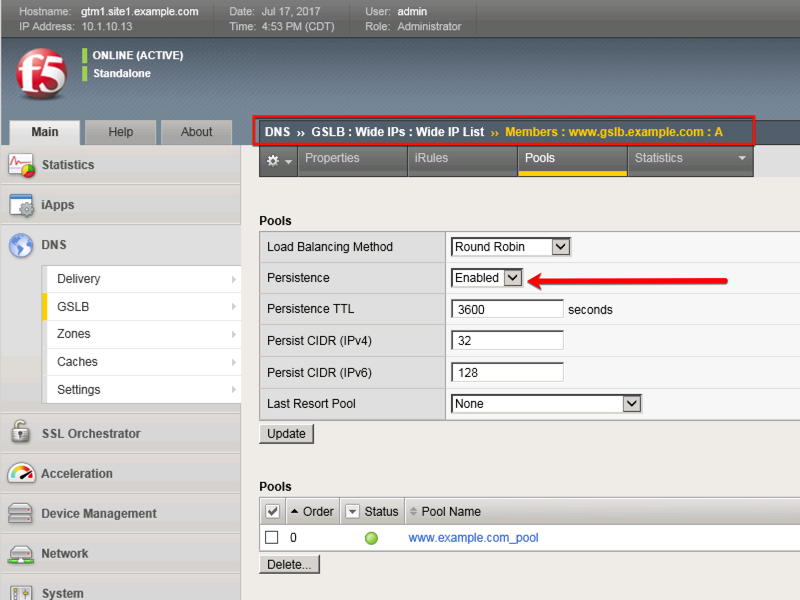 Hostname: gtm1.site1.example.com Date: Jul 17, 2017 User: admin
IP Address: 10.1.10.13 Time: 4:53 PM (CDT) Role: Administrator
f5
ONLINE (ACTIVE)
Standalone
Main Help About
DNS ›› GSLB : Wide IPs : Wide IP List ›› Members : www.gslb.example.com : A
Properties iRules Pools Statistics
Statistics
iApps
DNS
Delivery
GSLB
Zones
Caches
Settings
SSL Orchestrator
Acceleration
Device Management
Network
System
Pools
Load Balancing Method Round Robin
Persistence Enabled
Persistence TTL 3600 seconds
Persist CIDR (IPv4) 32
Persist CIDR (IPv6) 128
Last Resort Pool None
Update
Pools
Order Status Pool Name
0 www.example.com_pool
Delete...